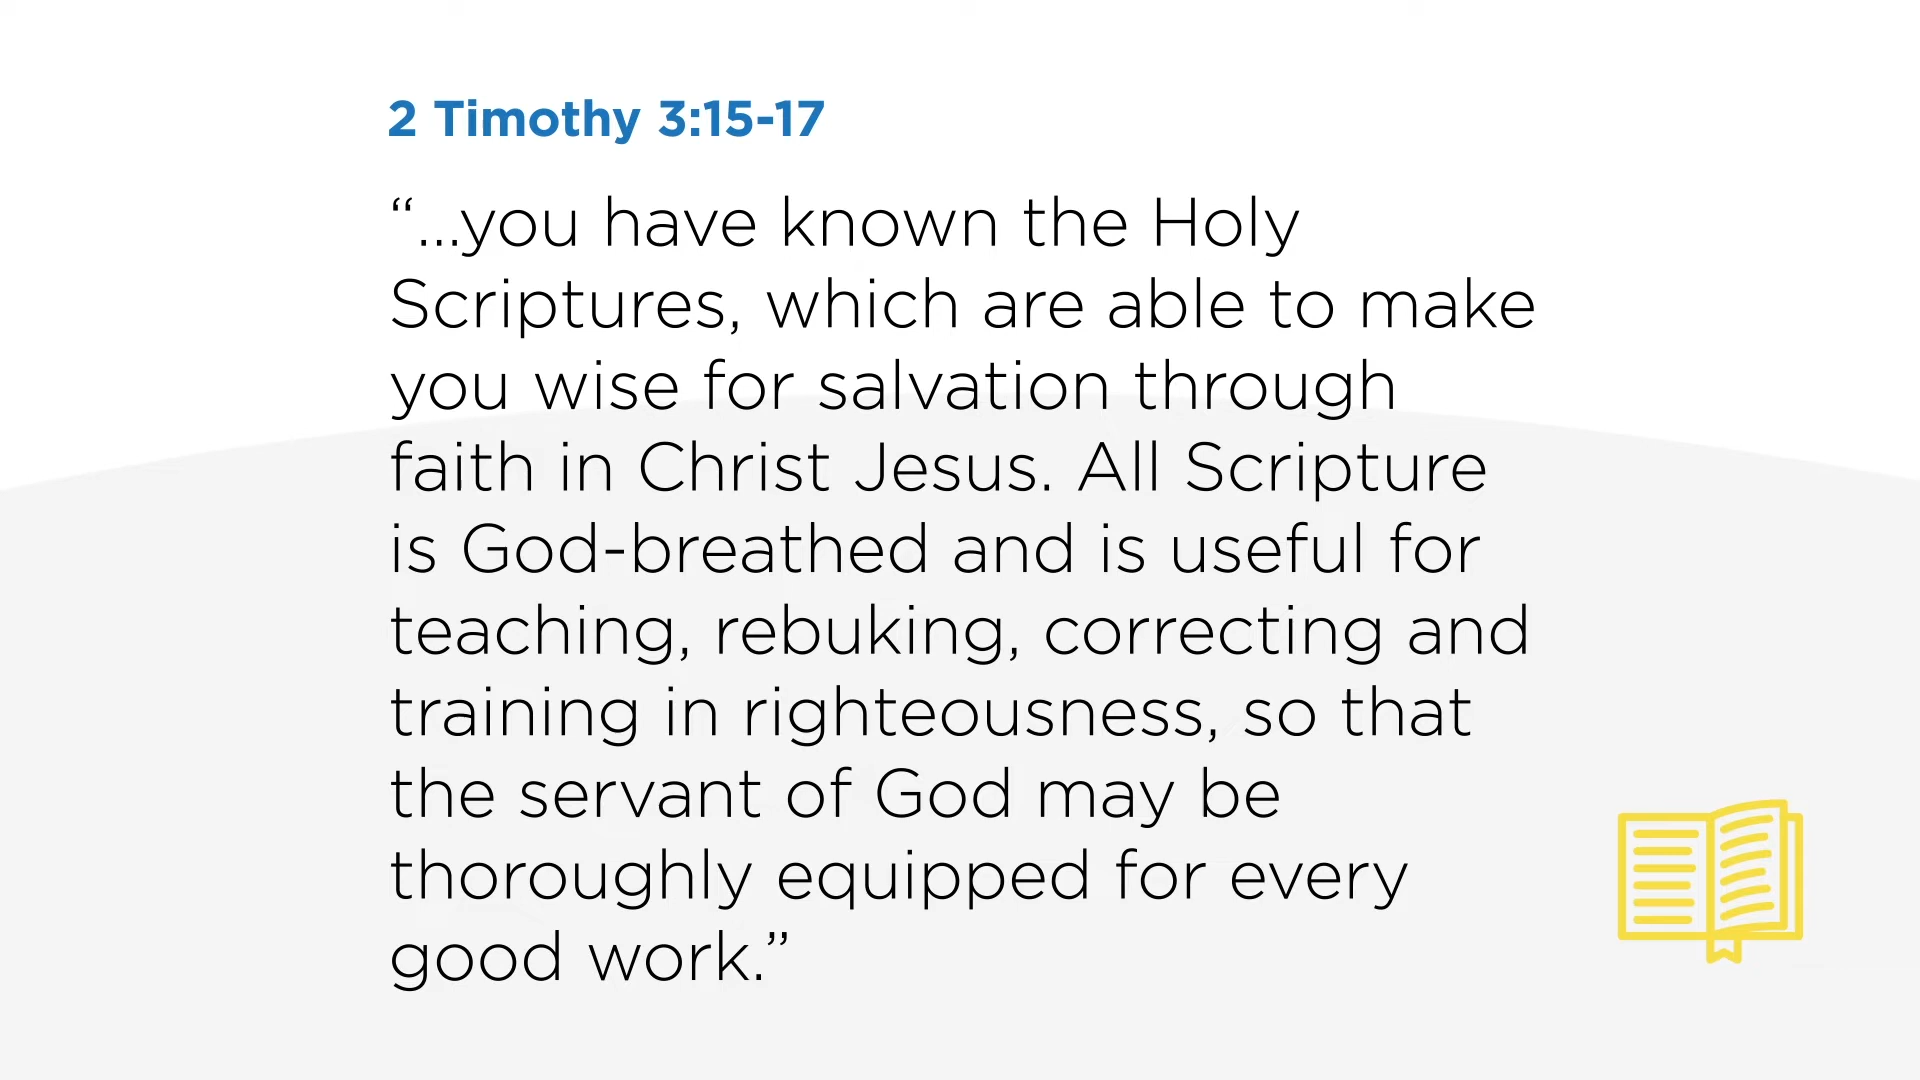 2 Timothy 3:15-17
“...you have known the Holy
Scriptures, which are able to make
you wise for salvation through
faith in Christ Jesus. All Scripture
is God-breathed and is useful for
teaching, rebuking, correcting and
training in righteousness, so that
the servant of God may be
thoroughly equipped for every
good work.”